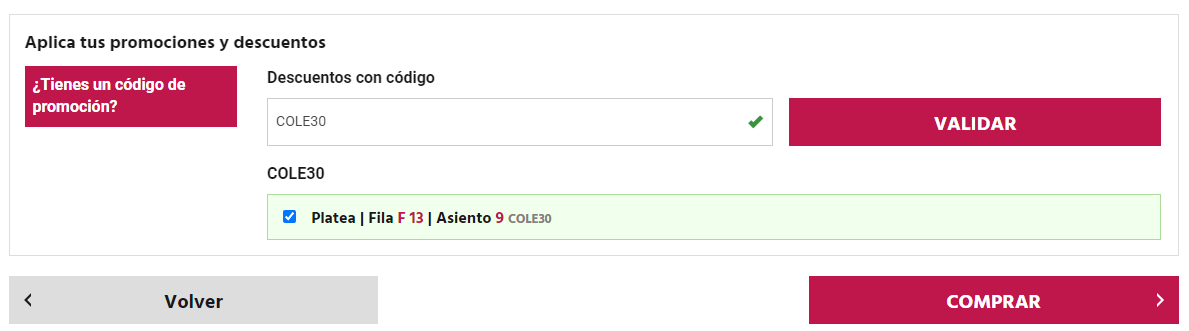 Aplica tus promociones y descuentos
¿Tienes un código de
promoción?
Descuentos con código
COLE30
VALIDAR
COLE30
Platea | Fila F 13 | Asiento 9 COLE30
Volver
COMPRAR